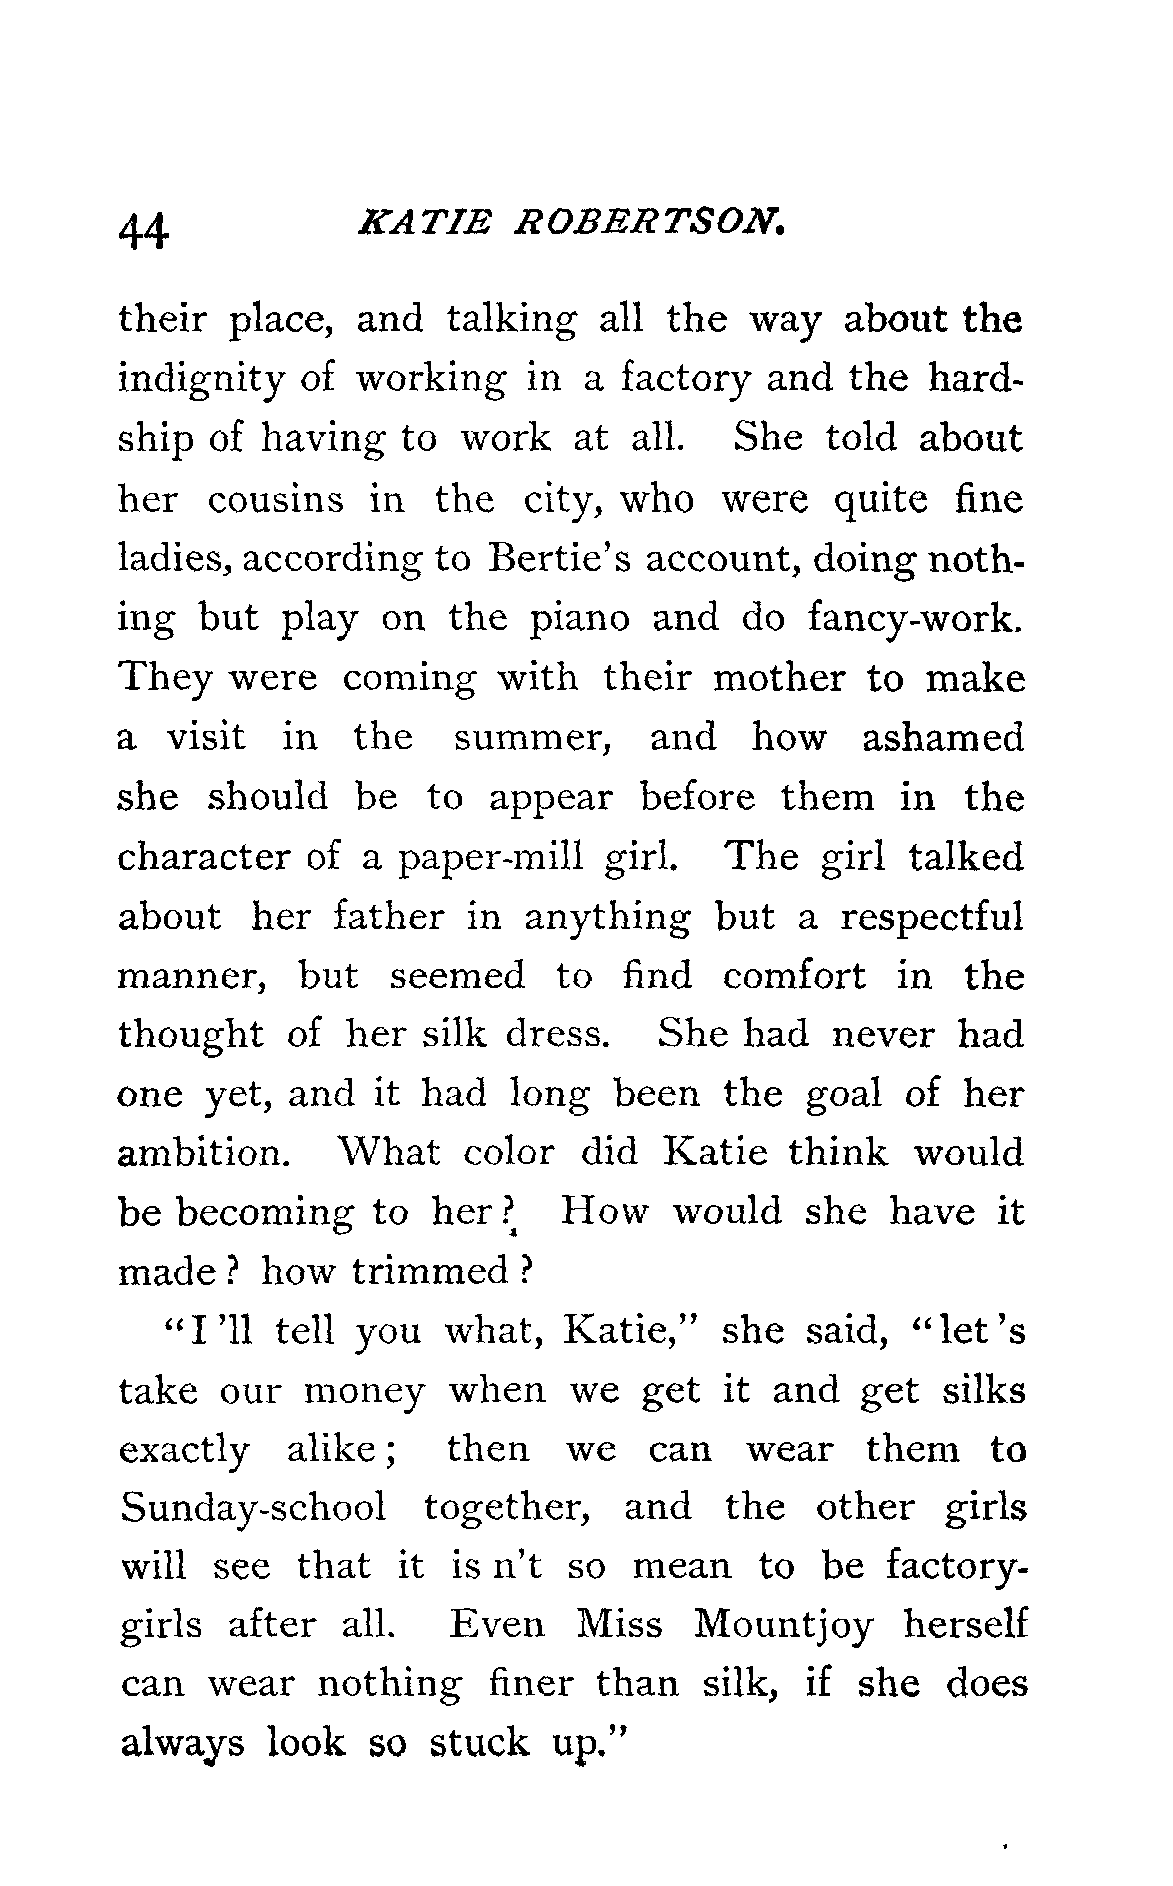 44 KATIE ROBERTSON.
their place, and talking all the way about the
indignity of working in a factory and the hard-
ship of having to work at all. She told about
her cousins in the city, who were quite fine
ladies, according to Bertie's account, doing noth-
ing but play on the piano and do fancy-work.
They were coming with their mother to make
a visit in the summer, and how ashamed
she should be to appear before them in the
character of a paper-mill girl. The girl talked
about her father in anything but a respectful
manner, but seemed to find comfort in the
thought of her silk dress. She had never had
one yet, and it had long been the goal of her
ambition. What color did Katie think would
be becoming to her? How would she have it
made? how trimmed?
"I'll tell you what, Katie," she said, "let's
take our money when we get it and get silks
exactly alike; then we can wear them to
Sunday-school together, and the other girls
will see that it is n't so mean to be factory-
girls after all. Even Miss Mountjoy herself
can wear nothing finer than silk, if she does
always look so stuck up."